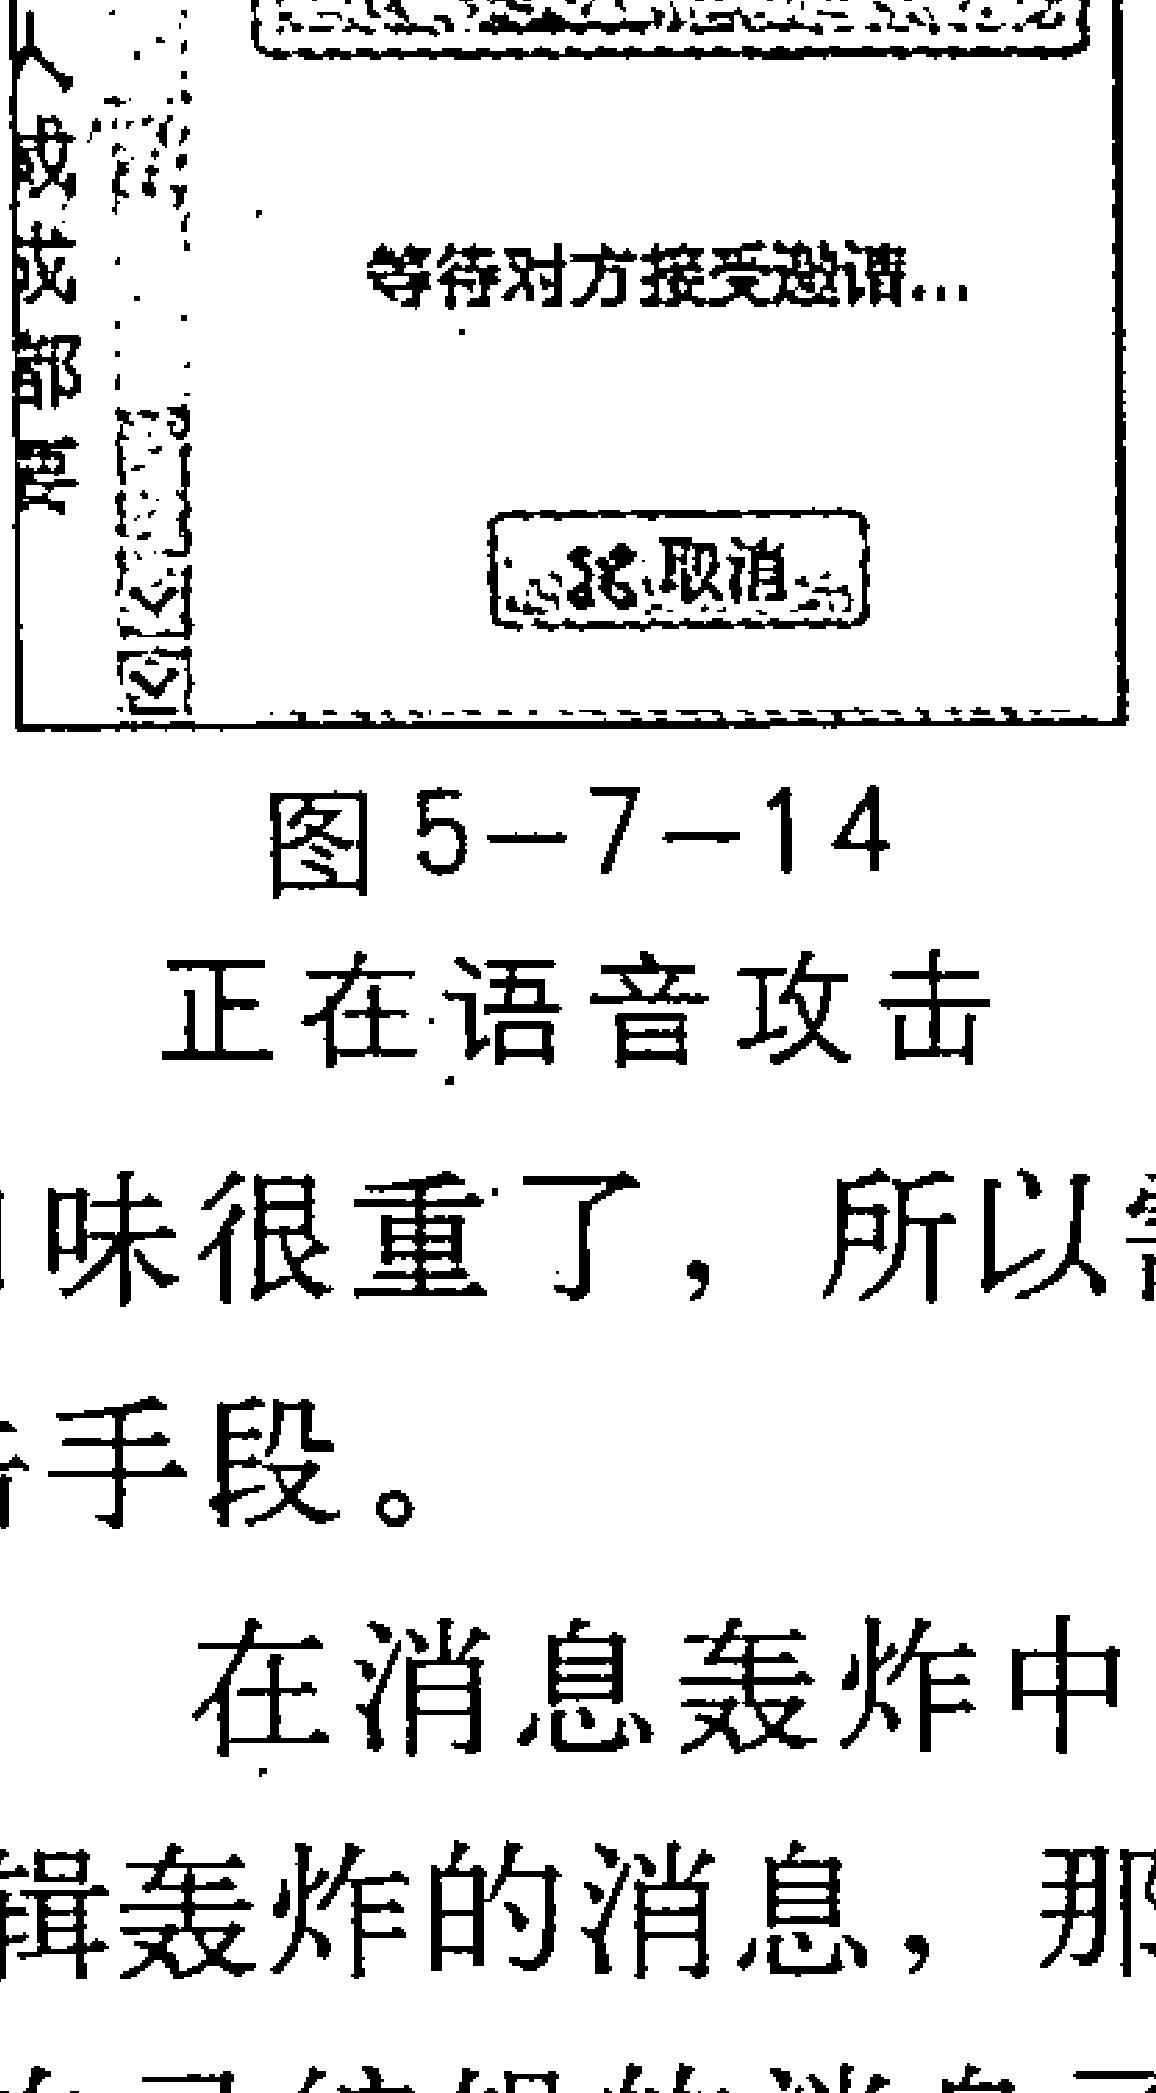 等待对方接受邀请...
取消
图 5-7-14
正在语音攻击
味很重了，所以
手段。
在消息轰炸中
辑轰炸的消息，那